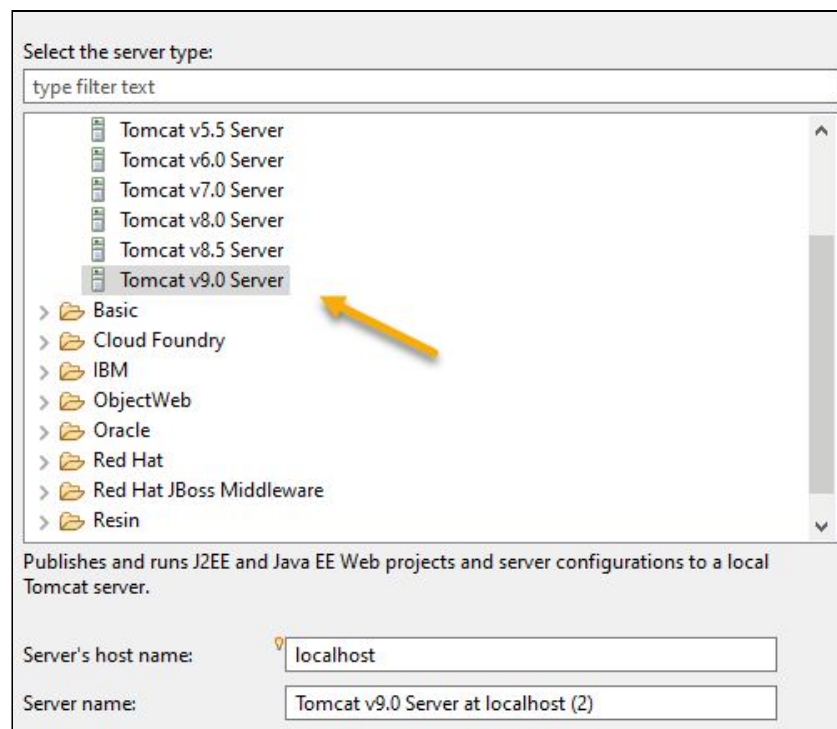 Select the server type:
type filter text
Tomcat v5.5 Server
Tomcat v6.0 Server
Tomcat v7.0 Server
Tomcat v8.0 Server
Tomcat v8.5 Server
Tomcat v9.0 Server
Basic
Cloud Foundry
IBM
ObjectWeb
Oracle
Red Hat
Red Hat JBoss Middleware
Resin
Publishes and runs J2EE and Java EE Web projects and server configurations to a local
Tomcat server.
Server's host name: localhost
Server name: Tomcat v9.0 Server at localhost (2)